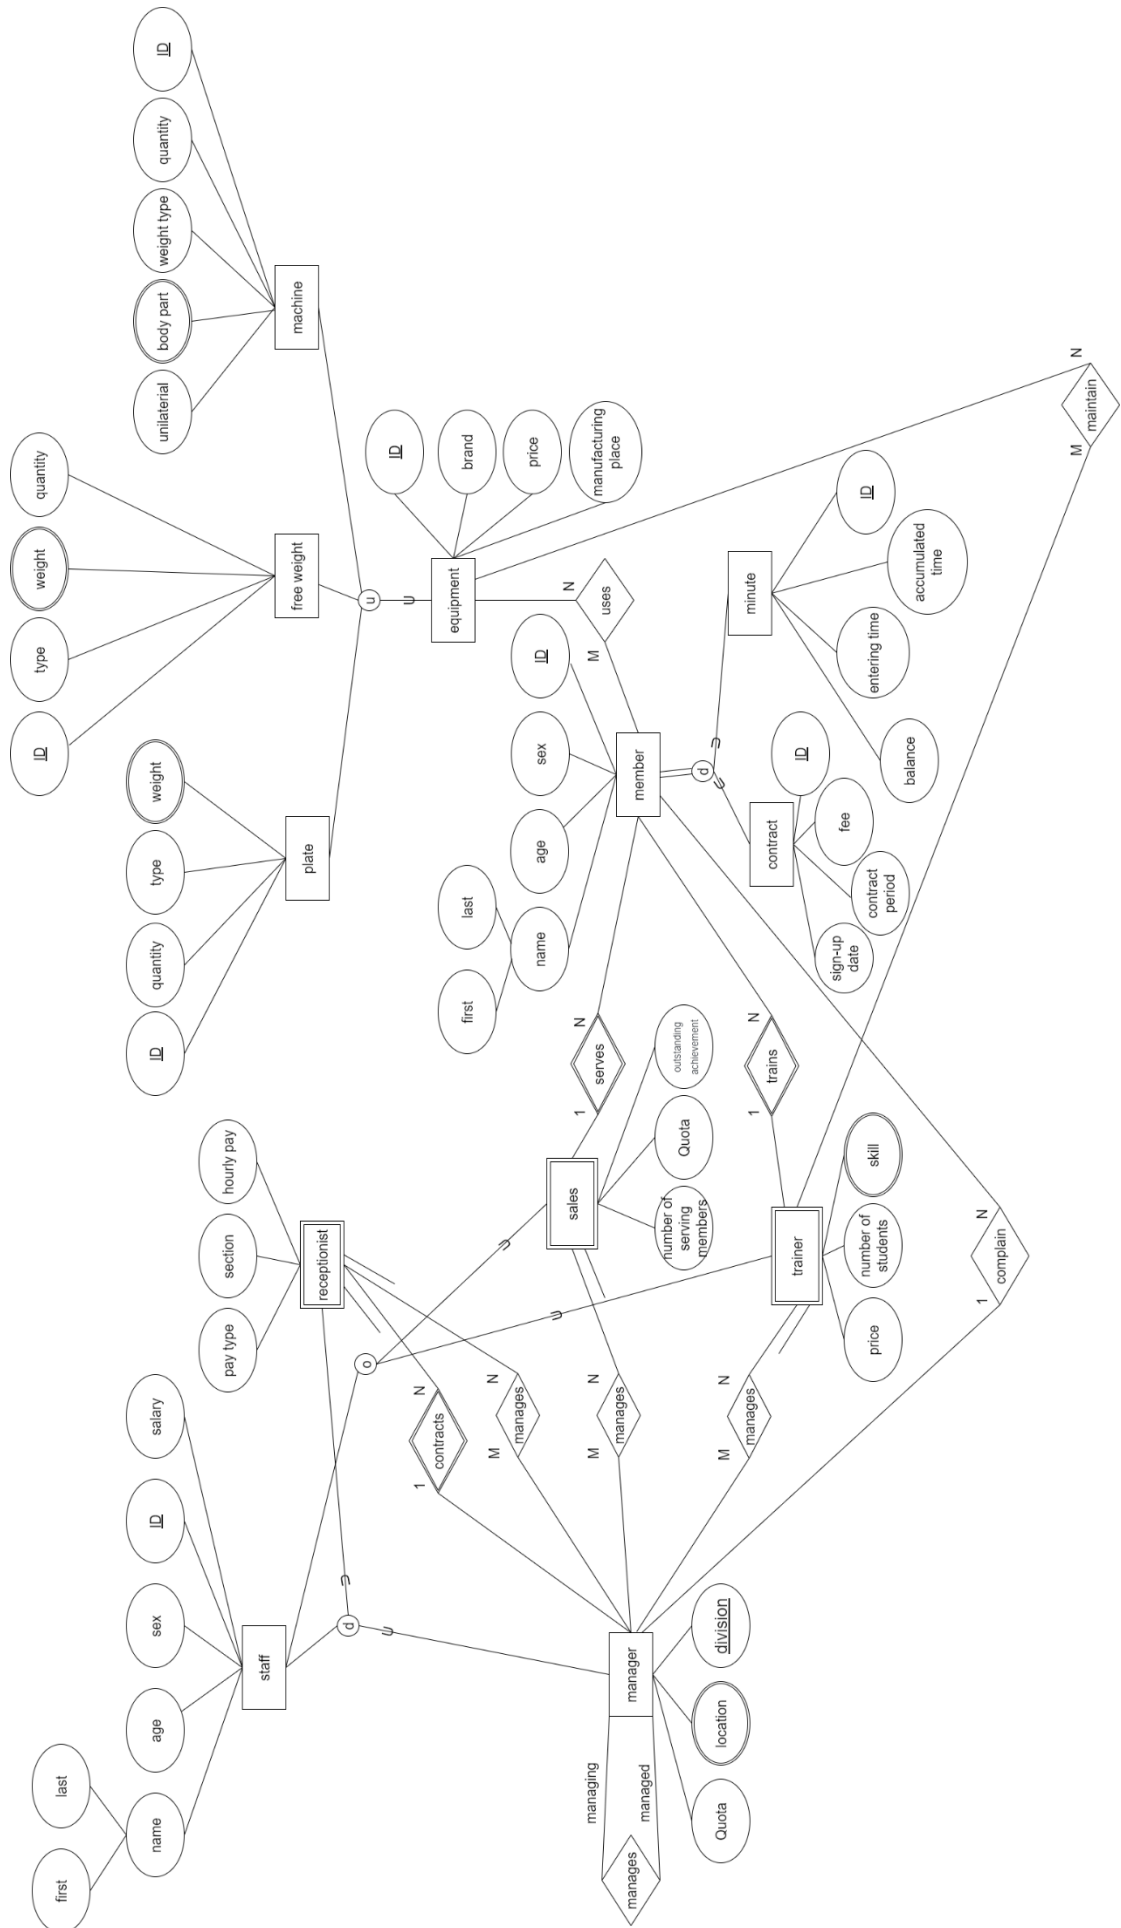 first
last
ID
type
weight
quantity
name
age
sex
ID
salary
ID
quantity
type
weight
unilaterial
body part
weight type
quantity
ID
pay type
section
hourly pay
staff
receptionist
plate
free weight
machine
d
o
u
ID
brand
price
manufacturing
place
equipment
1
contracts
N
first
last
M
manages
N
name
age
sex
ID
managing
manages
managed
manager
M
manages
N
sales
1
serves
N
member
M
uses
N
Quota
location
division
number of
serving
members
Quota
outstanding
achievement
d
M
manages
N
trainer
1
trains
N
contract
minute
price
number of
students
skill
sign-up
date
contract
period
fee
ID
balance
entering time
accumulated
time
ID
1
complain
N
M
maintain
N